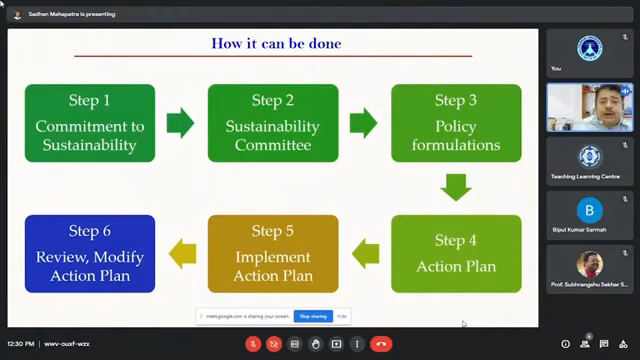 Sadhan Mahapatra is presenting
How it can be done
Step 1
Commitment to
Sustainability
Step 2
Sustainability
Committee
Step 3
Policy
formulations
Step 4
Action Plan
Step 5
Implement
Action Plan
Step 6
Review, Modify
Action Plan
meet.google.com is sharing your screen.
Stop sharing
Hide
You
Teaching Learning Centre
B
Bipul Kumar Sarmah
Prof. Subhrangshu Sekhar S...
12:30 PM
wwv-ouxf-wzx